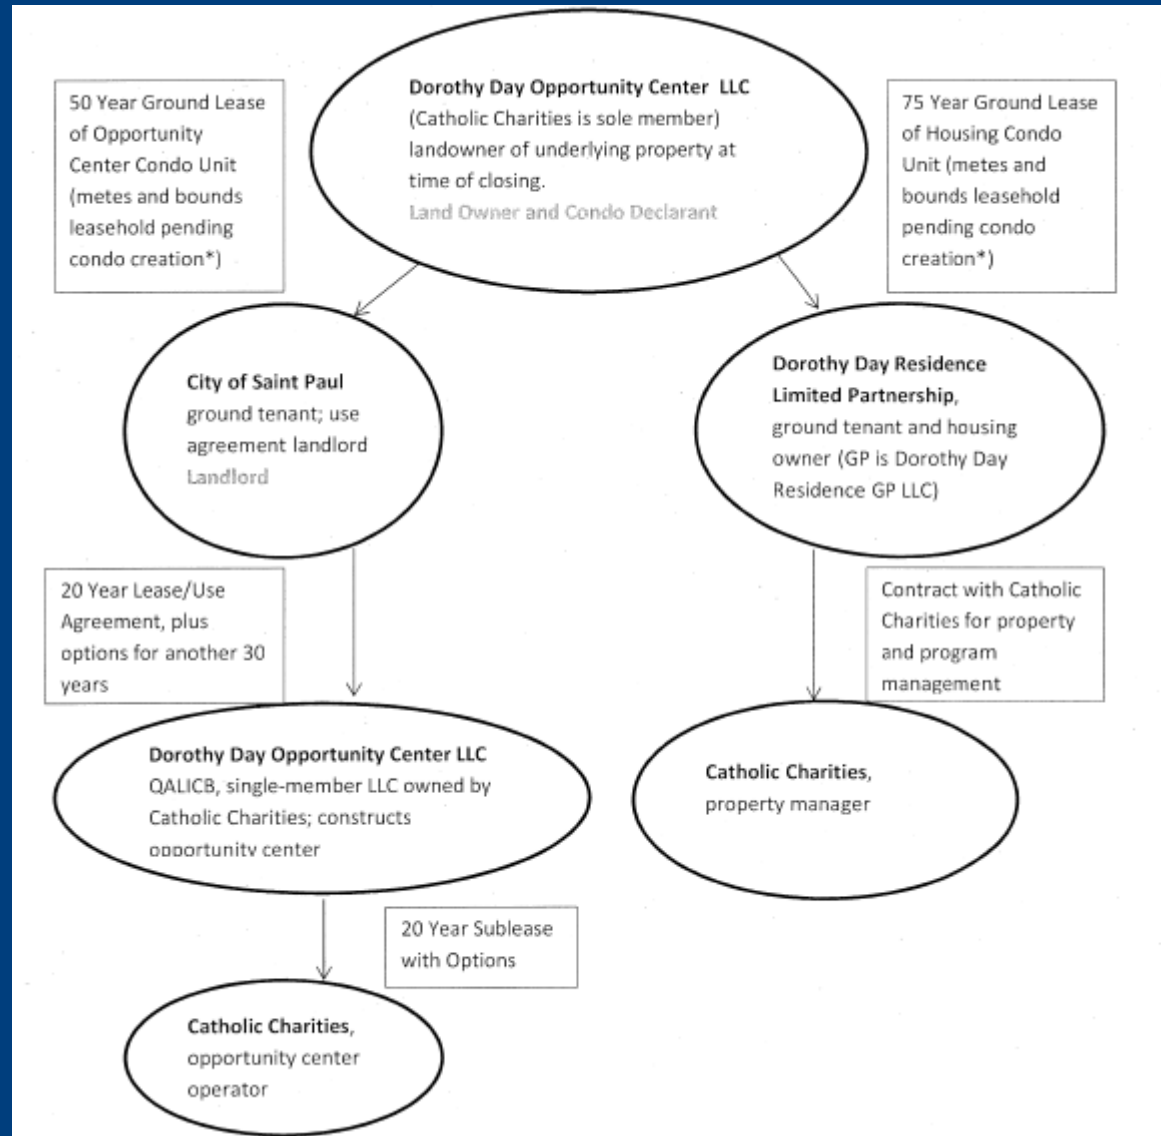 Dorothy Day Opportunity Center LLC
(Catholic Charities is sole member)
landowner of underlying property at
time of closing.
Land Owner and Condo Declarant
50 Year Ground Lease
of Opportunity
Center Condo Unit
(metes and bounds
leasehold pending
condo creation*)
75 Year Ground Lease
of Housing Condo
Unit (metes and
bounds leasehold
pending condo
creation*)
City of Saint Paul
ground tenant; use
agreement landlord
Landlord
Dorothy Day Residence
Limited Partnership,
ground tenant and housing
owner (GP is Dorothy Day
Residence GP LLC)
20 Year Lease/Use
Agreement, plus
options for another 30
years
Contract with Catholic
Charities for property
and program
management
Dorothy Day Opportunity Center LLC
QALICB, single-member LLC owned by
Catholic Charities; constructs
opportunity center
Catholic Charities,
property manager
20 Year Sublease
with Options
Catholic Charities,
opportunity center
operator